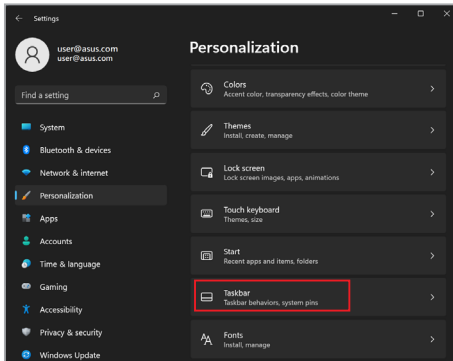 Settings
user@asus.com
user@asus.com
Find a setting
System
Bluetooth & devices
Network & internet
Personalization
Apps
Accounts
Time & language
Gaming
Accessibility
Privacy & security
Windows Update
Personalization
Colors
Accent color, transparency effects, color theme
Themes
Install, create, manage
Lock screen
Lock screen images, apps, animations
Touch keyboard
Themes, size
Start
Recent apps and items, folders
Taskbar
Taskbar behaviors, system pins
Fonts
Install, manage